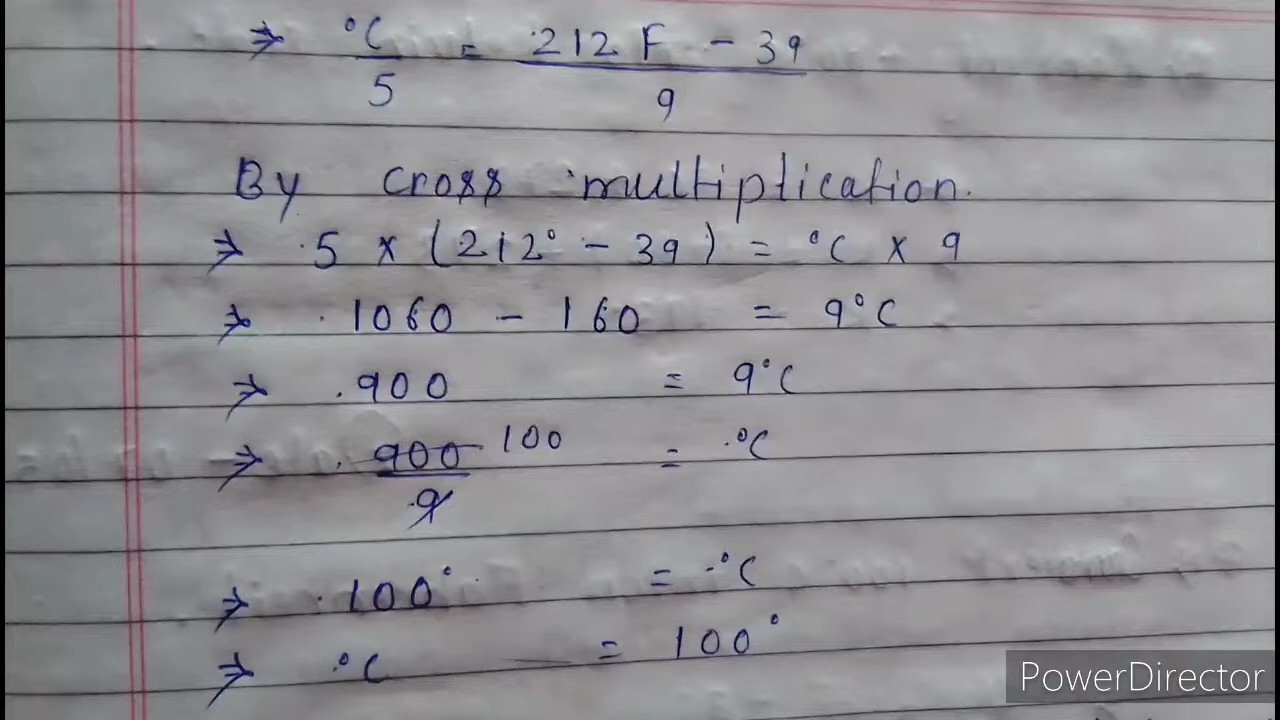 ⇒ °C/5 = 212 F - 39/9
By cross multiplication.
⇒ 5 × (212° - 39) = °C × 9
⇒ 1060 - 160 = 9°C
⇒ 900 = 9°C
⇒ 900/9 100 = °C
⇒ 100° = °C
⇒ °C = 100°
PowerDirector